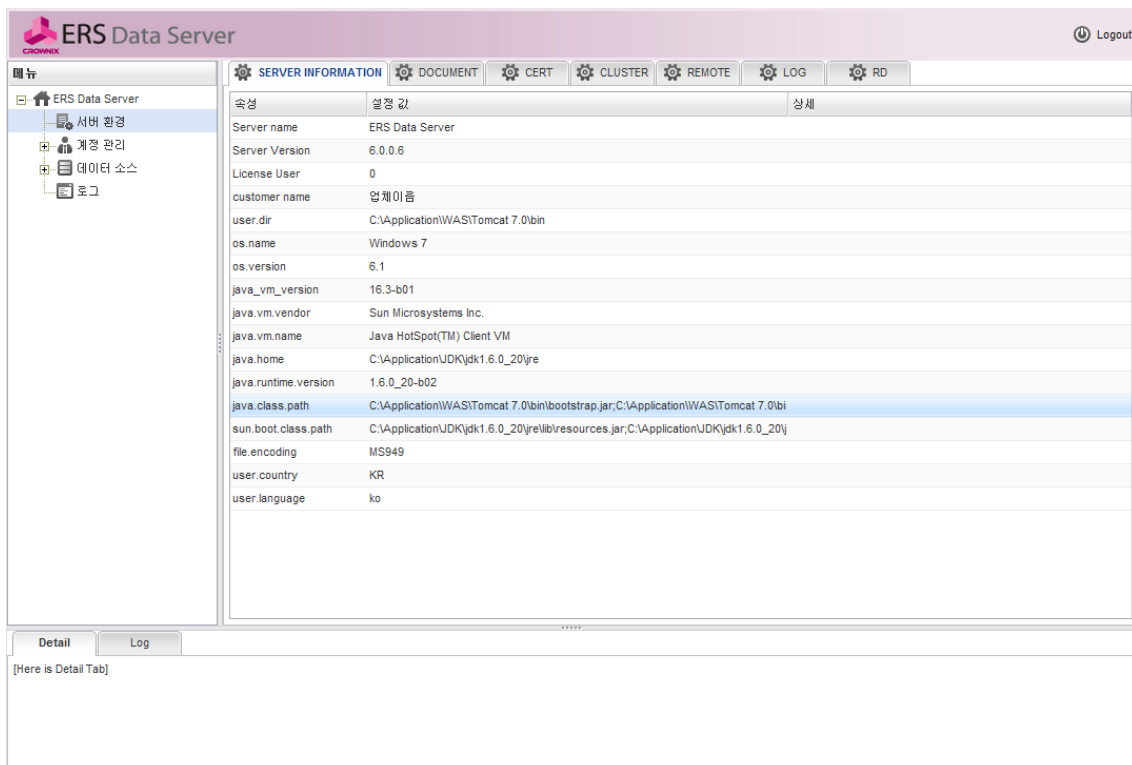 CROWNIX
ERS Data Server
Logout
메뉴
ERS Data Server
서버 환경
계정 관리
데이터 소스
로그
SERVER INFORMATION DOCUMENT CERT CLUSTER REMOTE LOG RD
속성 설정 값 상세
Server name ERS Data Server
Server Version 6.0.0.6
License User 0
customer name 업체이름
user.dir C:\Application\WAS\Tomcat 7.0\bin
os.name Windows 7
os.version 6.1
java_vm_version 16.3-b01
java.vm.vendor Sun Microsystems Inc.
java.vm.name Java HotSpot(TM) Client VM
java.home C:\Application\JDK\jdk1.6.0_20\jre
java.runtime.version 1.6.0_20-b02
java.class.path C:\Application\WAS\Tomcat 7.0\bin\bootstrap.jar;C:\Application\WAS\Tomcat 7.0\bi
sun.boot.class.path C:\Application\JDK\jdk1.6.0_20\jre\lib\resources.jar;C:\Application\JDK\jdk1.6.0_20\j
file.encoding MS949
user.country KR
user.language ko
Detail Log
[Here is Detail Tab]